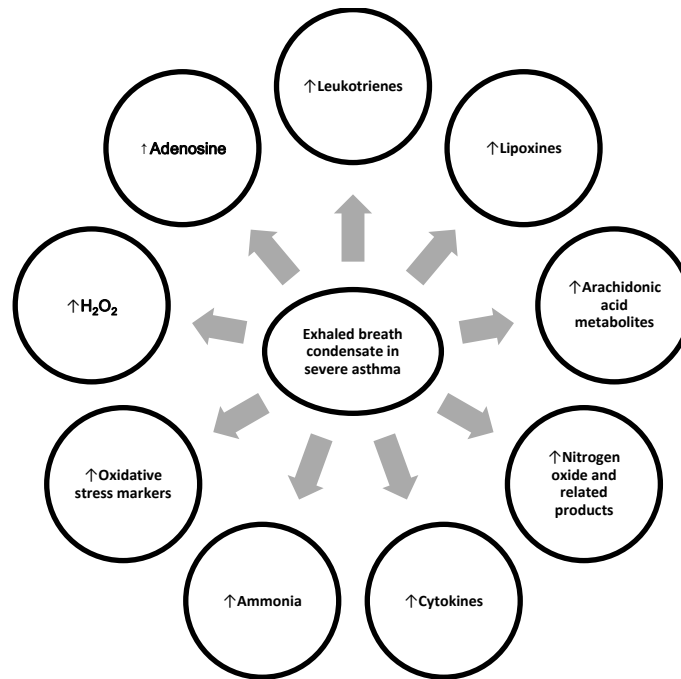 ↑Leukotrienes
↑Lipoxines
↑Arachidonic
acid
metabolites
↑Nitrogen
oxide and
related
products
↑Cytokines
↑Ammonia
↑Oxidative
stress markers
↑H₂O₂
↑Adenosine
Exhaled breath
condensate in
severe asthma